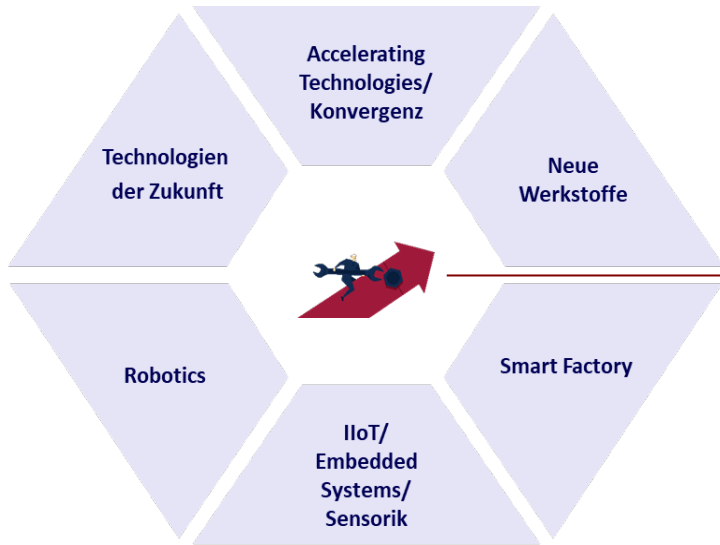 Accelerating
Technologies/
Konvergenz
Technologien
der Zukunft
Neue
Werkstoffe
Robotics
Smart Factory
IIoT/
Embedded
Systems/
Sensorik